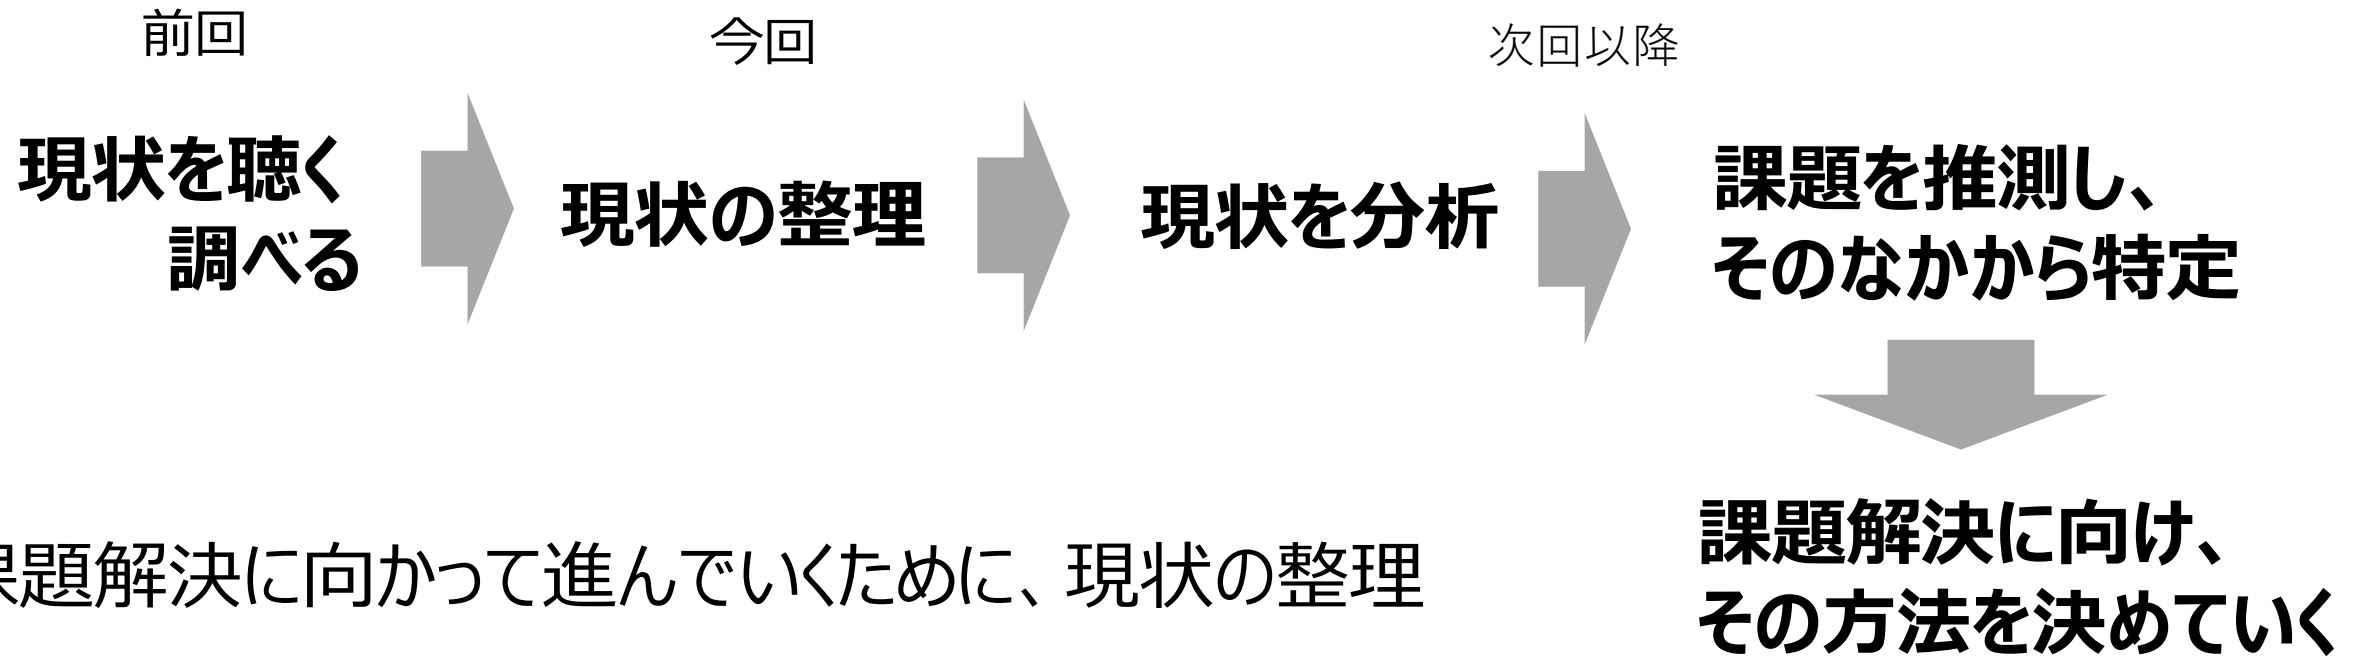 前回
今回
次回以降
現状を聴く
調べる
現状の整理
現状を分析
課題を推測し、
そのなかから特定
課題解決に向け、
その方法を決めていく
課題解決に向かって進んでいくために、現状の整理